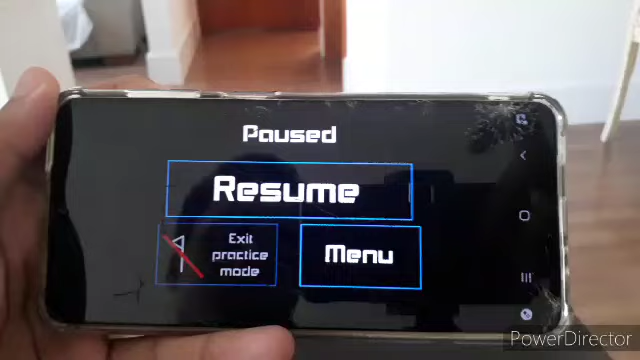 Paused
Resume
Exit
practice
mode
Menu
PowerDirector